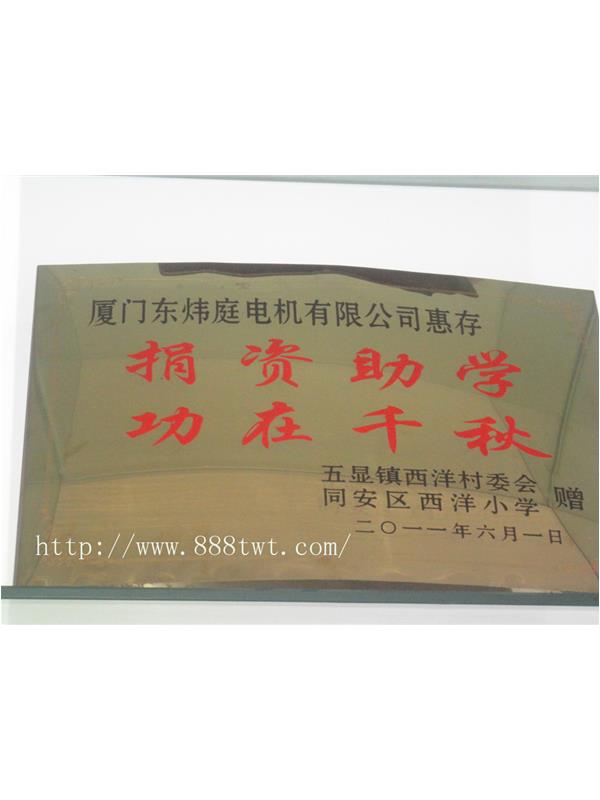 厦门东炜庭电机有限公司惠存
捐资助学
功在千秋
五显镇西洋村委会
同安区西洋小学 赠
二〇一一年六月一日
http://www.888twt.com/